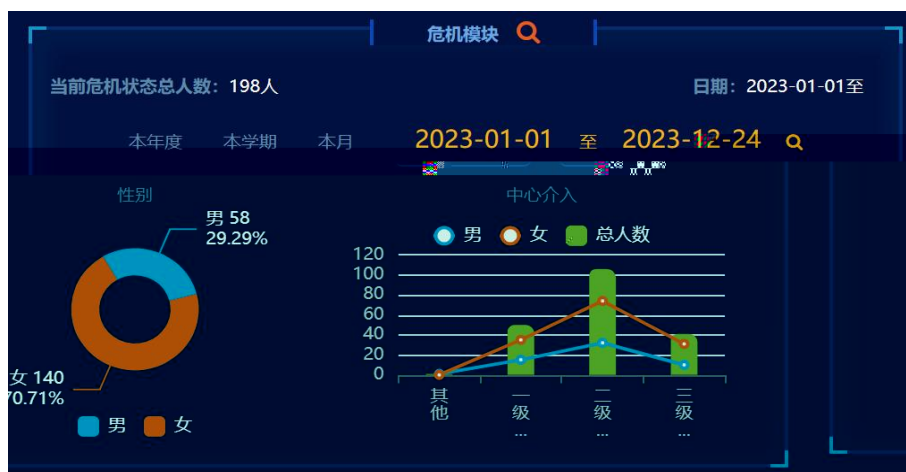 危机模块
当前危机状态总人数：198人
日期：2023-01-01至
本年度 本学期 本月 2023-01-01 至 2023-12-24
性别
男 58
29.29%
女 140
70.71%
男 女
中心介入
男 女 总人数
120
100
80
60
40
20
0
其他
一级...
二级...
三级...